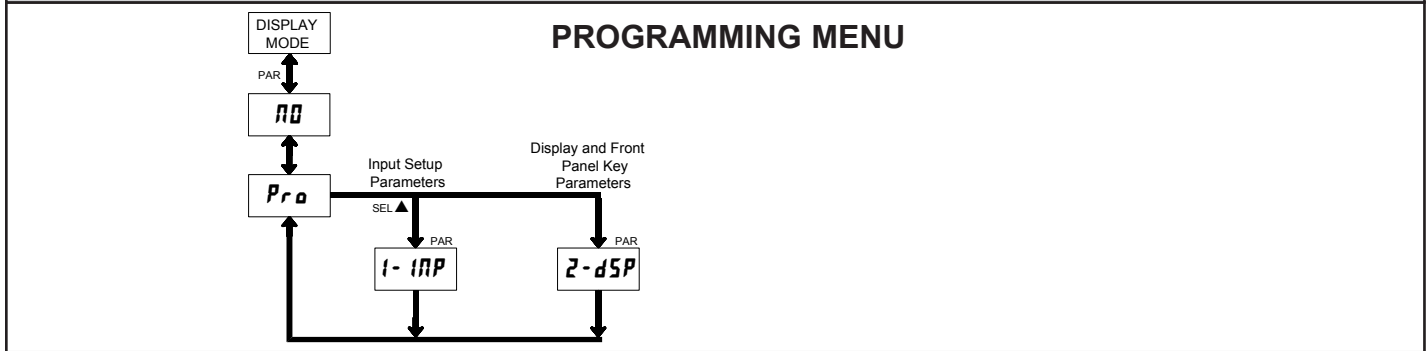 PROGRAMMING MENU
DISPLAY
MODE
PAR
NO
Pro
Input Setup
Parameters
SEL▲
PAR
1-INP
Display and Front
Panel Key
Parameters
PAR
2-dSP